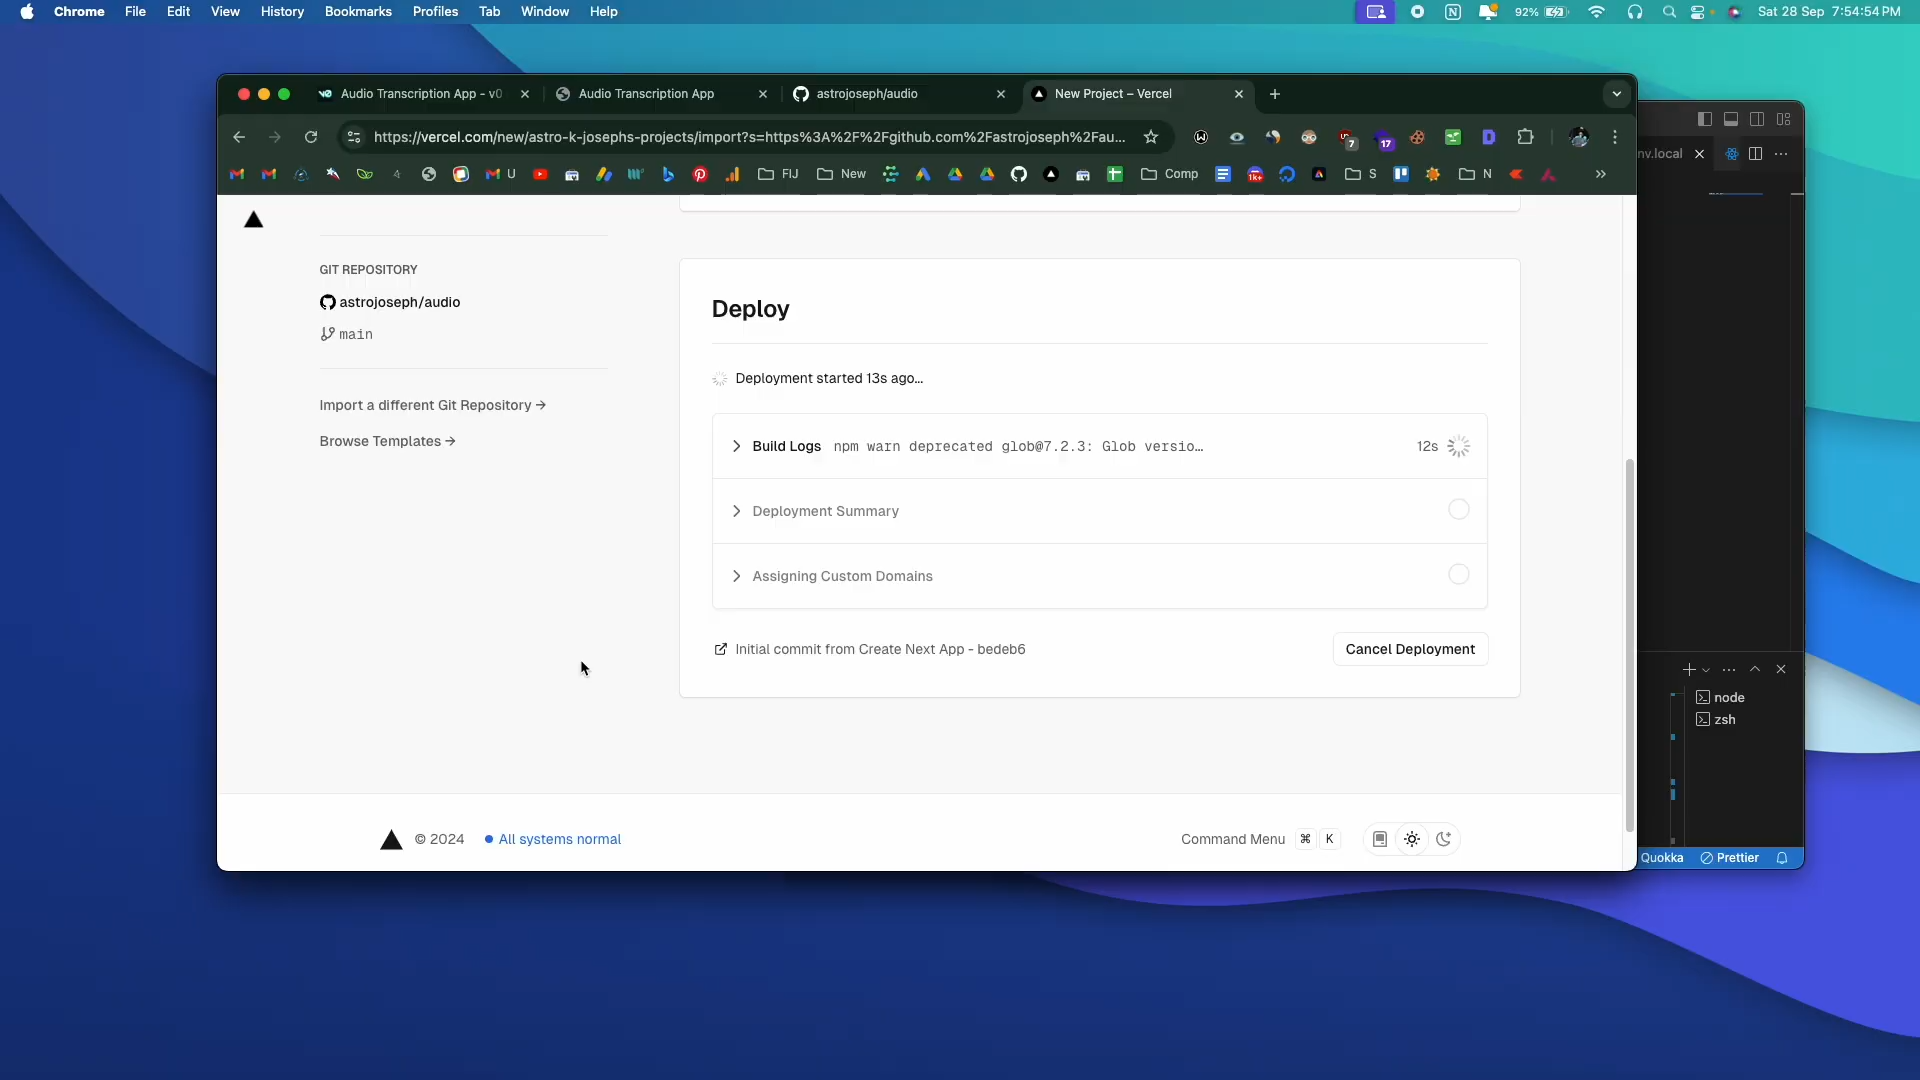 Chrome File Edit View History Bookmarks Profiles Tab Window Help
92% Sat 28 Sep 7:54:54 PM
Audio Transcription App - v0
Audio Transcription App
astrojoseph/audio
New Project – Vercel
https://vercel.com/new/astro-k-josephs-projects/import?s=https%3A%2F%2Fgithub.com%2Fastrojoseph%2Fau...
7
17
U
FIJ
New
Comp
1k+
S
N
nv.local
GIT REPOSITORY
astrojoseph/audio
main
Import a different Git Repository →
Browse Templates →
Deploy
Deployment started 13s ago...
Build Logs npm warn deprecated glob@7.2.3: Glob versio… 12s
Deployment Summary
Assigning Custom Domains
Initial commit from Create Next App - bedeb6
Cancel Deployment
node
zsh
© 2024
All systems normal
Command Menu ⌘ K
Quokka
Prettier